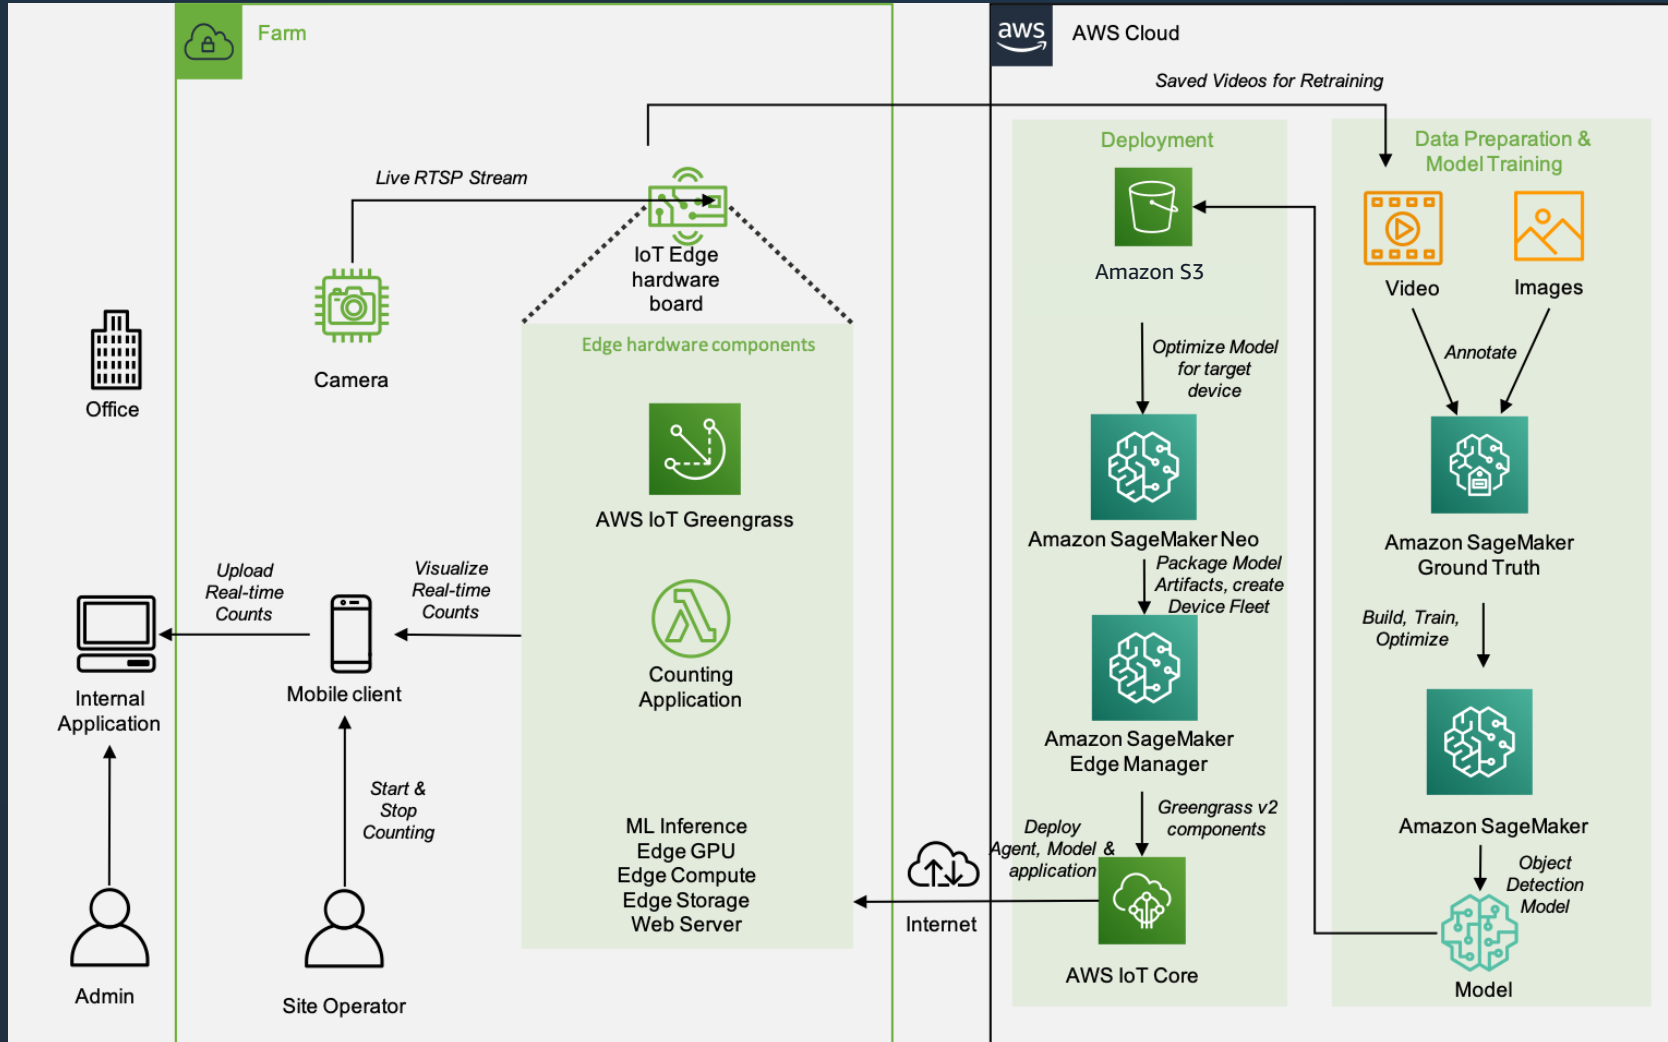 Farm
aws
AWS Cloud
Saved Videos for Retraining
Deployment
Data Preparation &
Model Training
Live RTSP Stream
IoT Edge
hardware
board
Amazon S3
Video
Images
Edge hardware components
Optimize Model
for target
device
Annotate
Camera
Office
AWS IoT Greengrass
Amazon SageMaker Neo
Amazon SageMaker
Ground Truth
Package Model
Artifacts, create
Device Fleet
Upload
Real-time
Counts
Visualize
Real-time
Counts
Build, Train,
Optimize
Counting
Application
Internal
Application
Mobile client
Amazon SageMaker
Edge Manager
Start &
Stop
Counting
Greengrass v2
components
Amazon SageMaker
ML Inference
Edge GPU
Edge Compute
Edge Storage
Web Server
Deploy
Agent, Model &
application
Object
Detection
Model
Internet
AWS IoT Core
Model
Admin
Site Operator